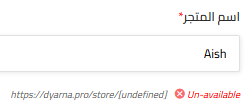 اسم المتجر*
Aish
https://dyarna.pro/store/[undefined] Un-available